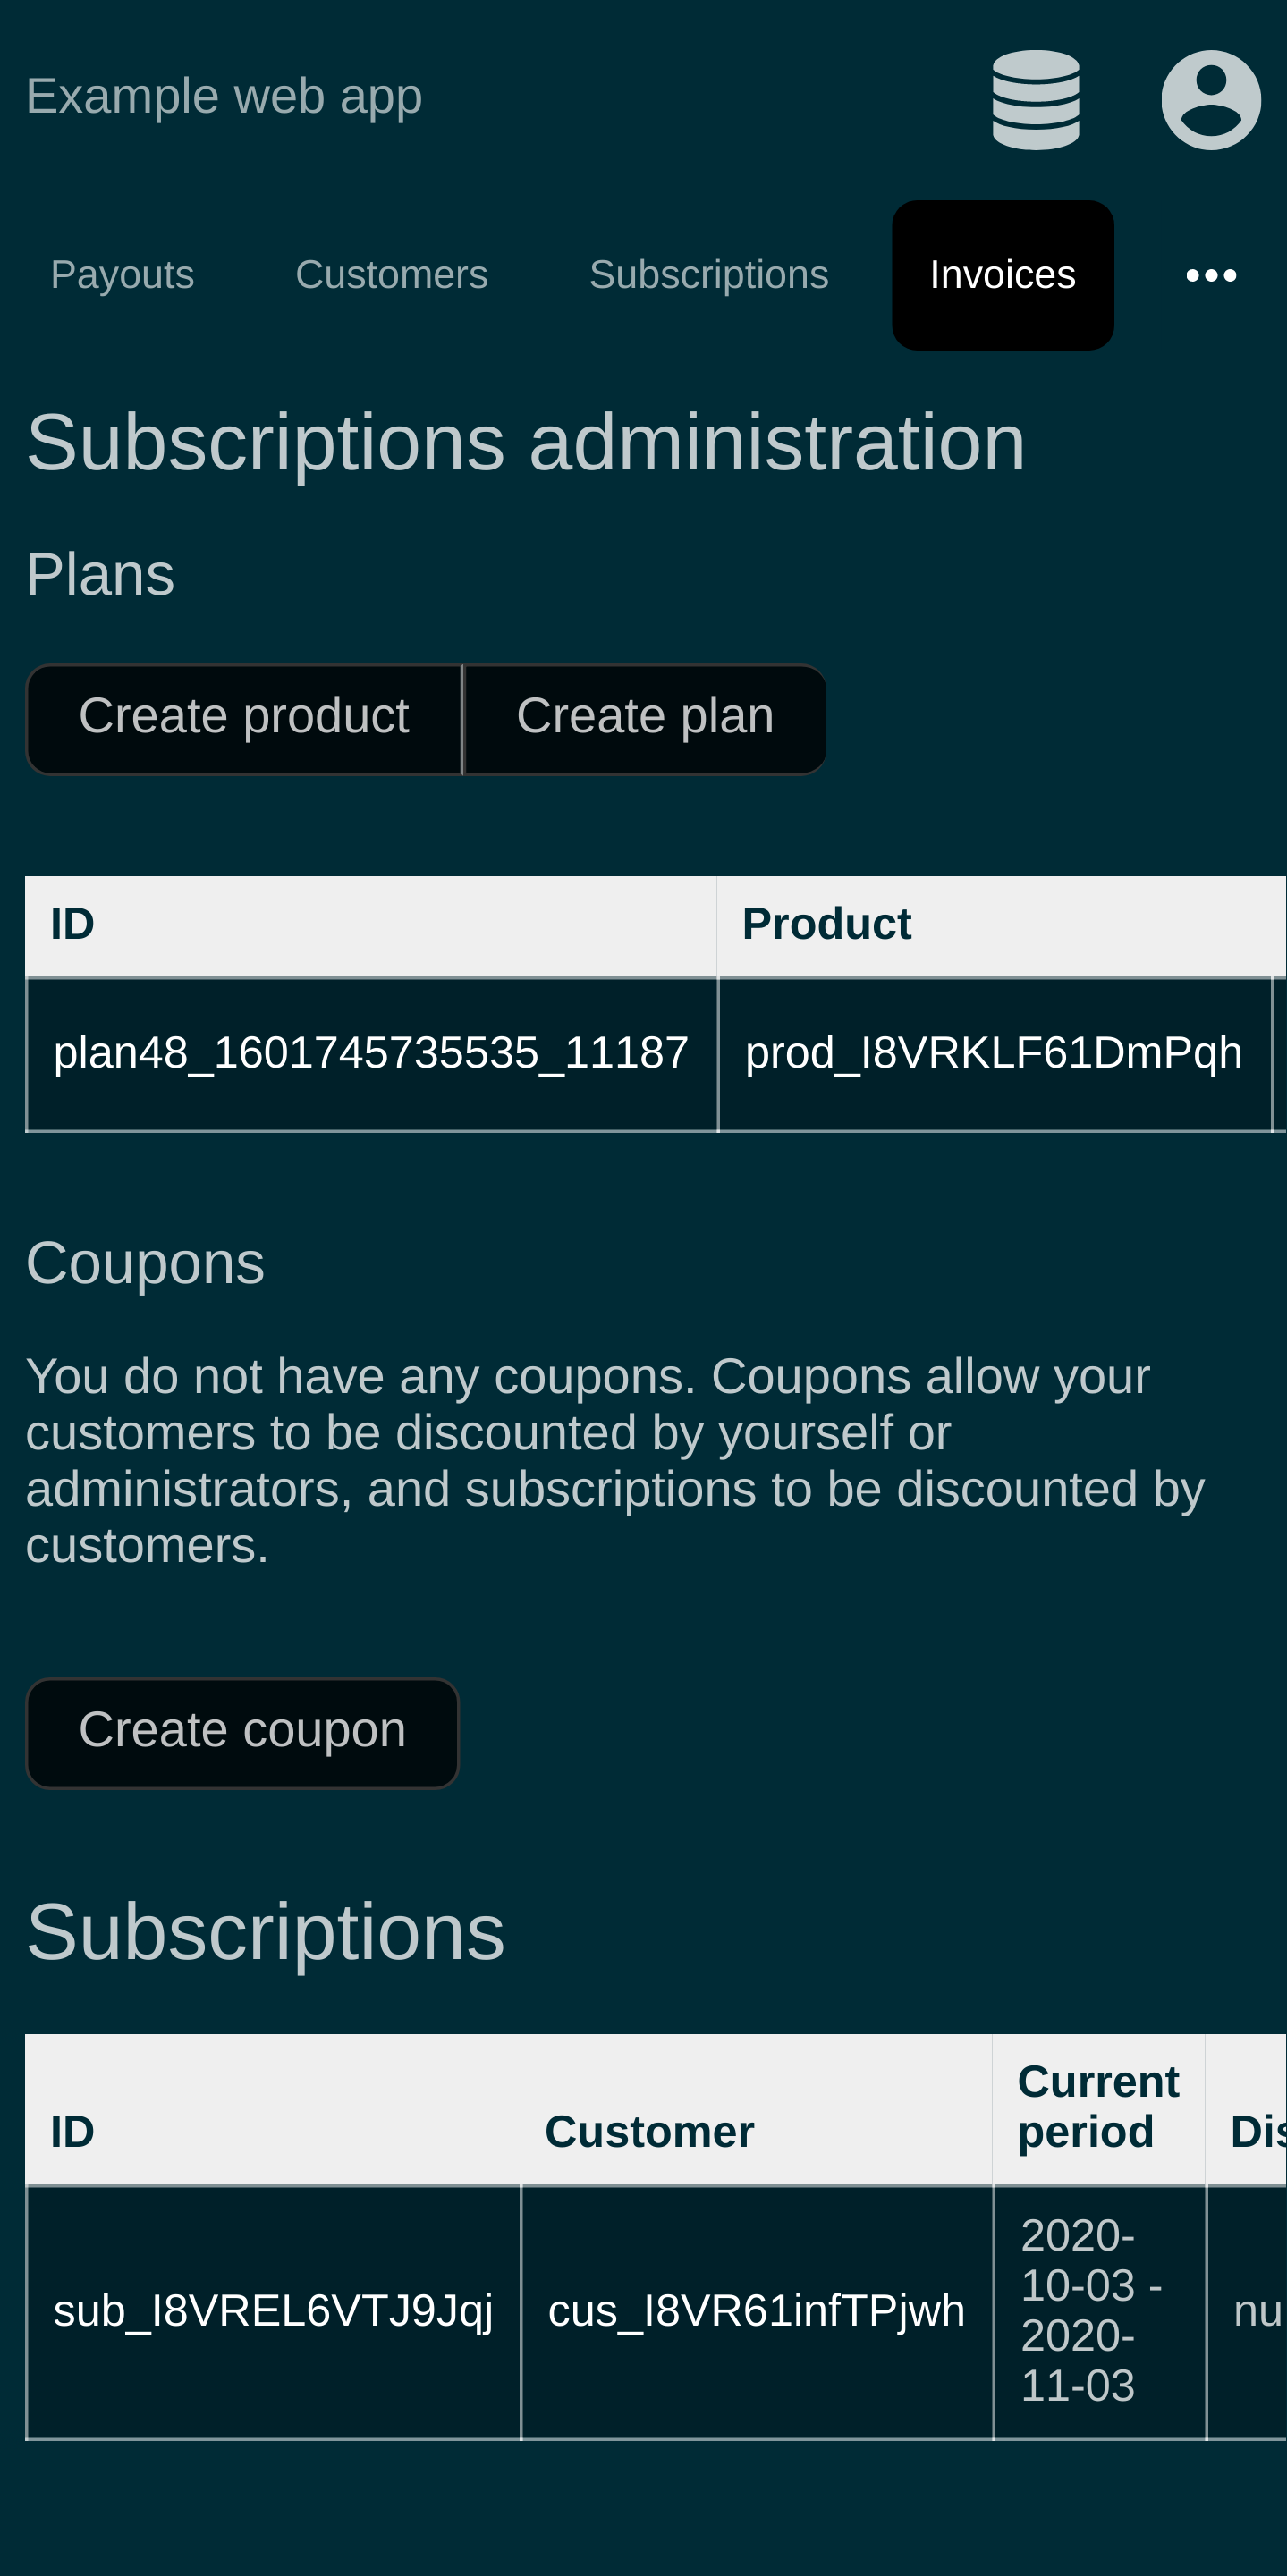 Example web app
Payouts Customers Subscriptions Invoices
Subscriptions administration
Plans
Create product Create plan
ID Product
plan48_1601745735535_11187 prod_I8VRKLF61DmPqh
Coupons
You do not have any coupons. Coupons allow your
customers to be discounted by yourself or
administrators, and subscriptions to be discounted by
customers.
Create coupon
Subscriptions
ID Customer Current period
sub_I8VREL6VTJ9Jqj cus_I8VR61infTPjwh 2020-
10-03 -
2020-
11-03